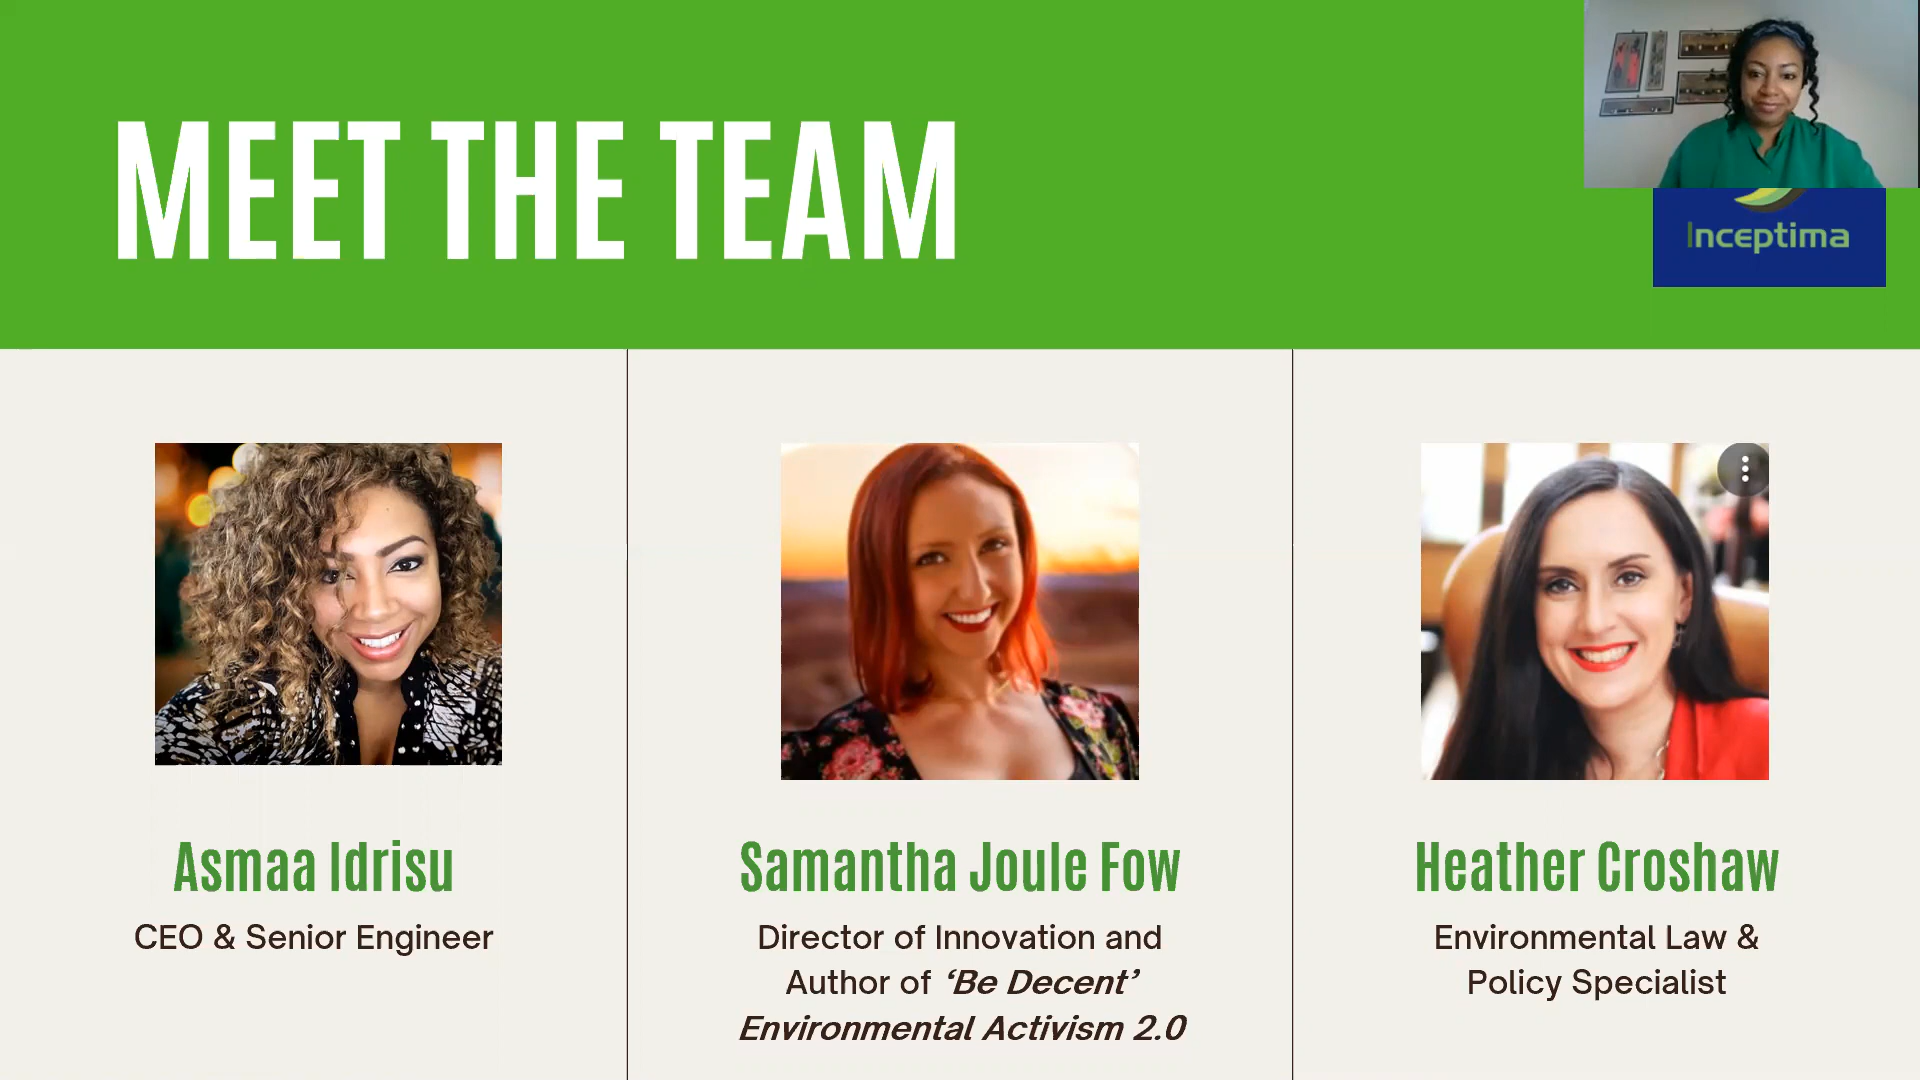 MEET THE TEAM
Inceptima
Asmaa Idrisu
CEO & Senior Engineer
Samantha Joule Fow
Director of Innovation and
Author of ‘Be Decent’
Environmental Activism 2.0
Heather Croshaw
Environmental Law &
Policy Specialist